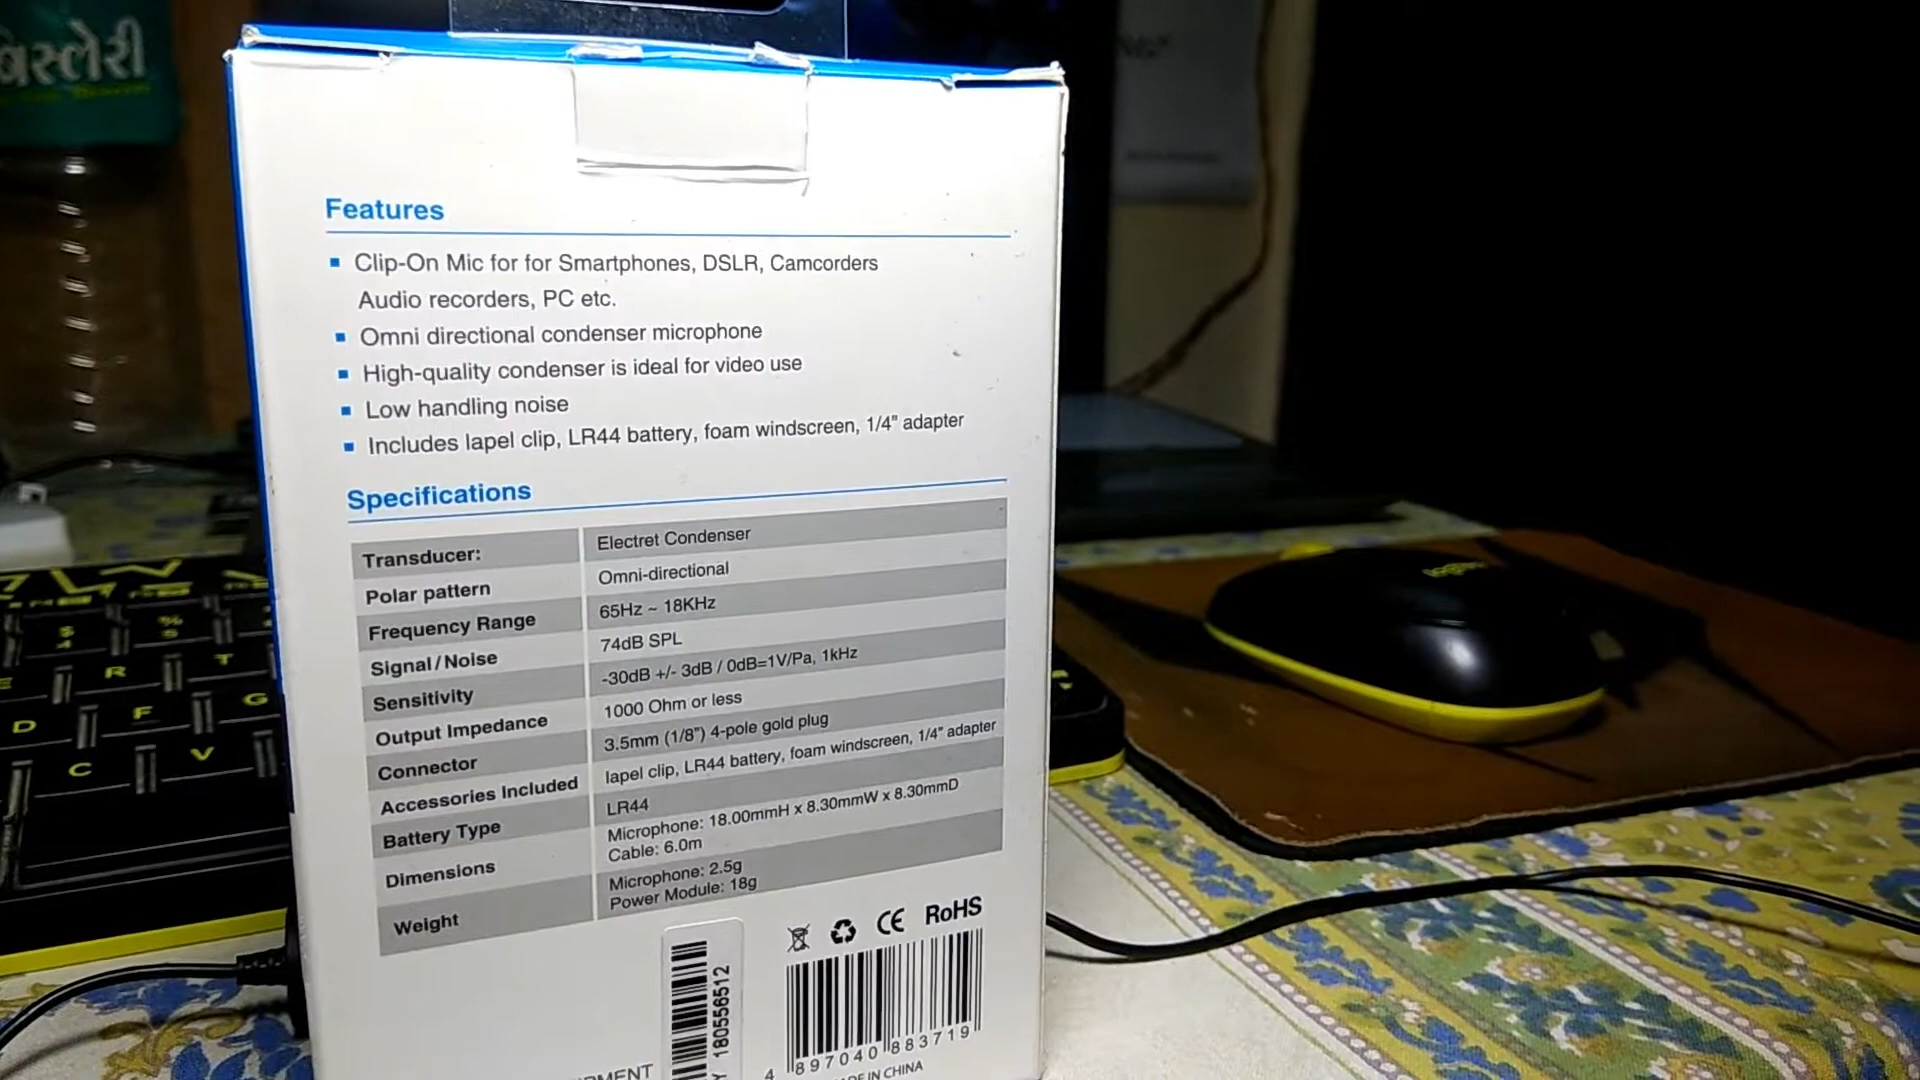 બિસ્લેરી
Features
▪ Clip-On Mic for for Smartphones, DSLR, Camcorders
Audio recorders, PC etc.
▪ Omni directional condenser microphone
▪ High-quality condenser is ideal for video use
▪ Low handling noise
▪ Includes lapel clip, LR44 battery, foam windscreen, 1/4" adapter
Specifications
Transducer: Electret Condenser
Polar pattern Omni-directional
Frequency Range 65Hz ~ 18KHz
Signal/Noise 74dB SPL
Sensitivity -30dB +/- 3dB / 0dB=1V/Pa, 1kHz
Output Impedance 1000 Ohm or less
Connector 3.5mm (1/8") 4-pole gold plug
Accessories Included lapel clip, LR44 battery, foam windscreen, 1/4" adapter
Battery Type LR44
Dimensions Microphone: 18.00mmH x 8.30mmW x 8.30mmD
Cable: 6.0m
Weight Microphone: 2.5g
Power Module: 18g
CE RoHS
180556512
4 897040 883719
IN CHINA
R T
D F G
C V